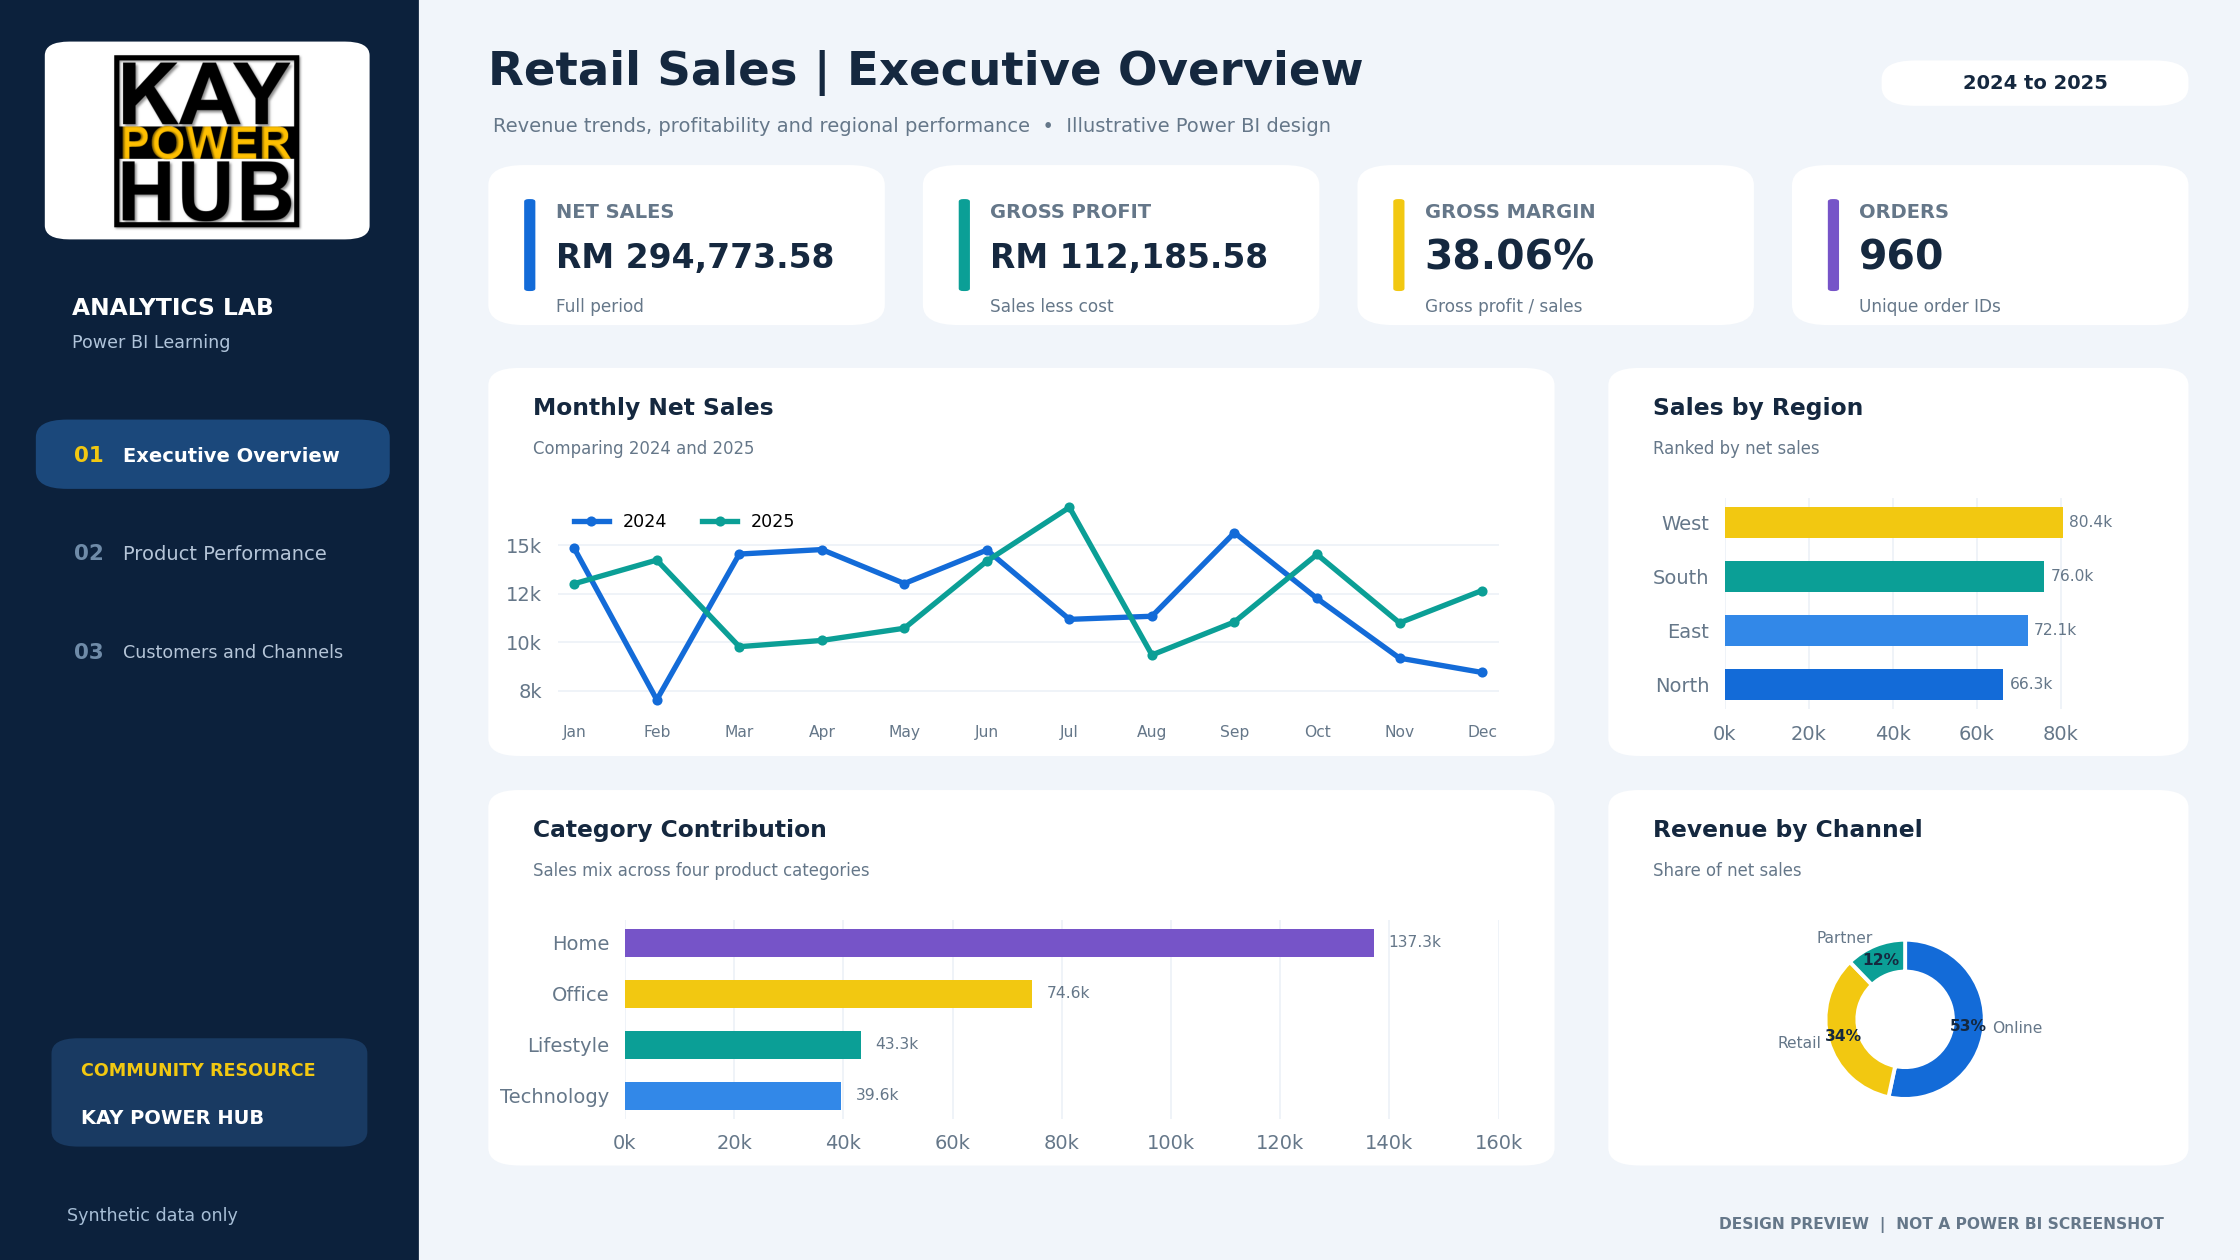 KAY
POWER
HUB
ANALYTICS LAB
Power BI Learning
01 Executive Overview
02 Product Performance
03 Customers and Channels
COMMUNITY RESOURCE
KAY POWER HUB
Synthetic data only
Retail Sales | Executive Overview
Revenue trends, profitability and regional performance • Illustrative Power BI design
2024 to 2025
NET SALES
RM 294,773.58
Full period
GROSS PROFIT
RM 112,185.58
Sales less cost
GROSS MARGIN
38.06%
Gross profit / sales
ORDERS
960
Unique order IDs
Monthly Net Sales
Comparing 2024 and 2025
2024 2025
15k
12k
10k
8k
Jan Feb Mar Apr May Jun Jul Aug Sep Oct Nov Dec
Sales by Region
Ranked by net sales
West 80.4k
South 76.0k
East 72.1k
North 66.3k
0k 20k 40k 60k 80k
Category Contribution
Sales mix across four product categories
Home 137.3k
Office 74.6k
Lifestyle 43.3k
Technology 39.6k
0k 20k 40k 60k 80k 100k 120k 140k 160k
Revenue by Channel
Share of net sales
Partner
12%
53% Online
Retail 34%
DESIGN PREVIEW | NOT A POWER BI SCREENSHOT